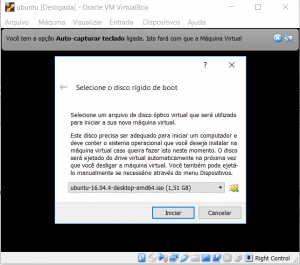 ubuntu [Desligada] - Oracle VM VirtualBox
Arquivo Máquina Visualizar Entrada Dispositivos Ajuda
Você tem a opção Auto-capturar teclado ligada. Isto fará com que a Máquina Virtual
Selecione o disco rígido de boot
Selecione um arquivo de disco óptico virtual que será utilizado
para iniciar a sua nova máquina virtual.
Este disco precisa ser adequado para iniciar um computador e
deve conter o sistema operacional que você deseja instalar na
máquina virtual caso queira fazer isto neste momento. O disco
será ejetado do drive virtual automaticamente na próxima vez
que você desligar a máquina virtual. Você também pode ejetá-
lo manualmente se necessário através do menu Dispositivos.
ubuntu-16.04.4-desktop-amd64.iso (1,51 GB)
Iniciar Cancelar
Right Control